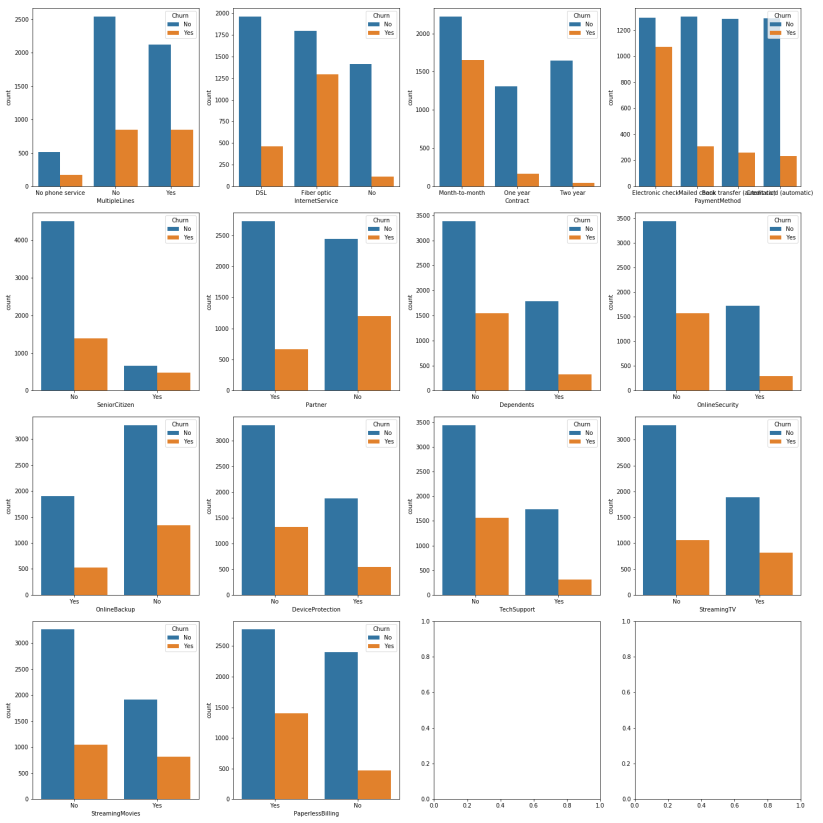 Churn
No
Yes
2500
2000
1500
1000
500
0
count
No phone service No Yes
MultipleLines
Churn
No
Yes
2000
1750
1500
1250
1000
750
500
250
0
count
DSL Fiber optic No
InternetService
Churn
No
Yes
2000
1500
1000
500
0
count
Month-to-month One year Two year
Contract
Churn
No
Yes
1200
1000
800
600
400
200
0
count
Electronic check Mailed transfer (automatic)
PaymentMethod
Churn
No
Yes
4000
3000
2000
1000
0
count
No Yes
SeniorCitizen
Churn
No
Yes
2500
2000
1500
1000
500
0
count
Yes No
Partner
Churn
No
Yes
3500
3000
2500
2000
1500
1000
500
0
count
No Yes
Dependents
Churn
No
Yes
3500
3000
2500
2000
1500
1000
500
0
count
No Yes
OnlineSecurity
Churn
No
Yes
3000
2500
2000
1500
1000
500
0
count
Yes No
OnlineBackup
Churn
No
Yes
3000
2500
2000
1500
1000
500
0
count
No Yes
DeviceProtection
Churn
No
Yes
3500
3000
2500
2000
1500
1000
500
0
count
No Yes
TechSupport
Churn
No
Yes
3000
2500
2000
1500
1000
500
0
count
No Yes
StreamingTV
Churn
No
Yes
3000
2500
2000
1500
1000
500
0
count
No Yes
StreamingMovies
Churn
No
Yes
2500
2000
1500
1000
500
0
count
Yes No
PaperlessBilling
1.0
0.8
0.6
0.4
0.2
0.0
0.0 0.2 0.4 0.6 0.8 1.0
1.0
0.8
0.6
0.4
0.2
0.0
0.0 0.2 0.4 0.6 0.8 1.0